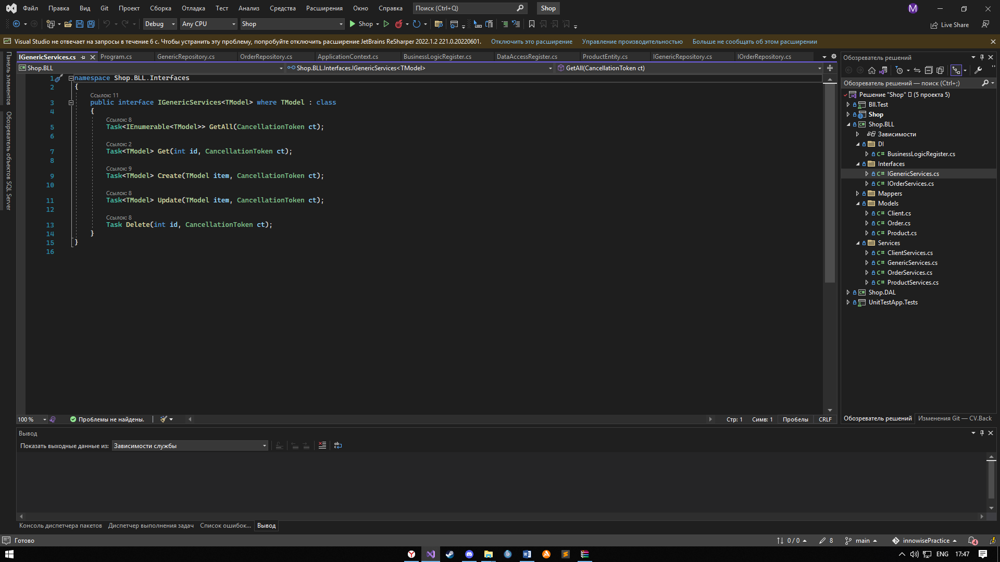 Файл Правка Вид Git Проект Сборка Отладка Тест Анализ Средства Расширения Окно Справка Поиск (Ctrl+Q) Shop M
Debug Any CPU Shop Shop Live Share
Visual Studio не отвечает на запросы в течение 6 с. Чтобы устранить эту проблему, попробуйте отключить расширение JetBrains ReSharper 2022.1.2 221.0.20220601. Отключить это расширение Управление производительностью Больше не сообщать об этом расширении
Панель элементов
Обозреватель объектов SQL Server
IGenericServices.cs Program.cs GenericRepository.cs OrderRepository.cs ApplicationContext.cs BusinessLogicRegister.cs DataAccessRegister.cs ProductEntity.cs IGenericRepository.cs IOrderRepository.cs
Shop.BLL Shop.BLL.Interfaces.IGenericServices<TModel> GetAll(CancellationToken ct)
1 namespace Shop.BLL.Interfaces
2 {
Ссылок: 11
3 public interface IGenericServices<TModel> where TModel : class
4 {
Ссылок: 8
5 Task<IEnumerable<TModel>> GetAll(CancellationToken ct);
6
Ссылок: 2
7 Task<TModel> Get(int id, CancellationToken ct);
8
Ссылок: 9
9 Task<TModel> Create(TModel item, CancellationToken ct);
10
Ссылок: 8
11 Task<TModel> Update(TModel item, CancellationToken ct);
12
Ссылок: 8
13 Task Delete(int id, CancellationToken ct);
14 }
15 }
16
100 % Проблемы не найдены. Стр: 1 Симв: 1 Пробелы CRLF
Обозреватель решений
Обозреватель решений — поиск (Ctrl+;)
Решение "Shop" (5 проекта 5)
Bll.Test
Shop
Shop.BLL
Зависимости
DI
C# BusinessLogicRegister.cs
Interfaces
C# IGenericServices.cs
C# IOrderServices.cs
Mappers
Models
C# Client.cs
C# Order.cs
C# Product.cs
Services
C# ClientServices.cs
C# GenericServices.cs
C# OrderServices.cs
C# ProductServices.cs
Shop.DAL
UnitTestApp.Tests
Обозреватель решений Изменения Git — CV.Back
Вывод
Показать выходные данные из: Зависимости службы
Консоль диспетчера пакетов Диспетчер выполнения задач Список ошибок... Вывод
Готово 0 / 0 8 main innowisePractice 4
ENG 17:47